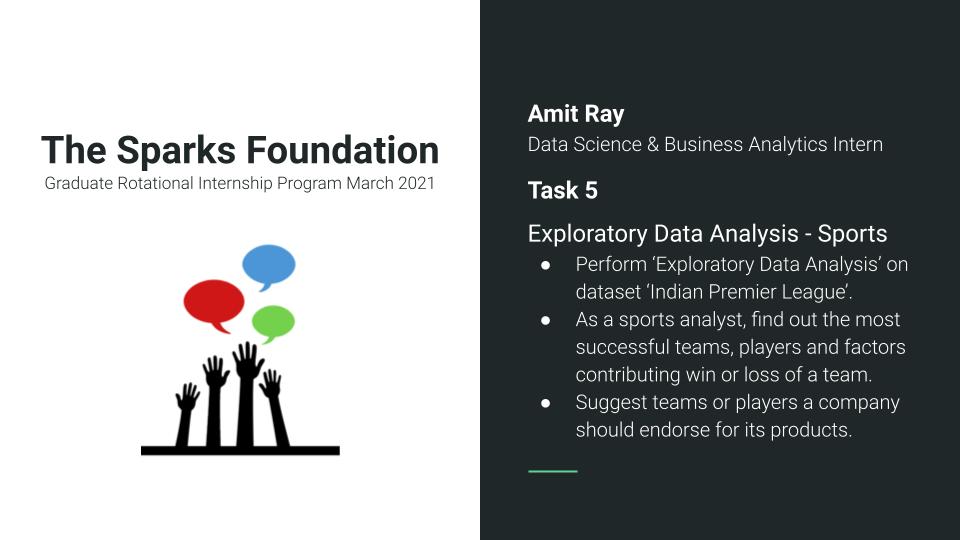 The Sparks Foundation
Graduate Rotational Internship Program March 2021
Amit Ray
Data Science & Business Analytics Intern
Task 5
Exploratory Data Analysis - Sports
● Perform ‘Exploratory Data Analysis’ on
dataset ‘Indian Premier League’.
● As a sports analyst, find out the most
successful teams, players and factors
contributing win or loss of a team.
● Suggest teams or players a company
should endorse for its products.